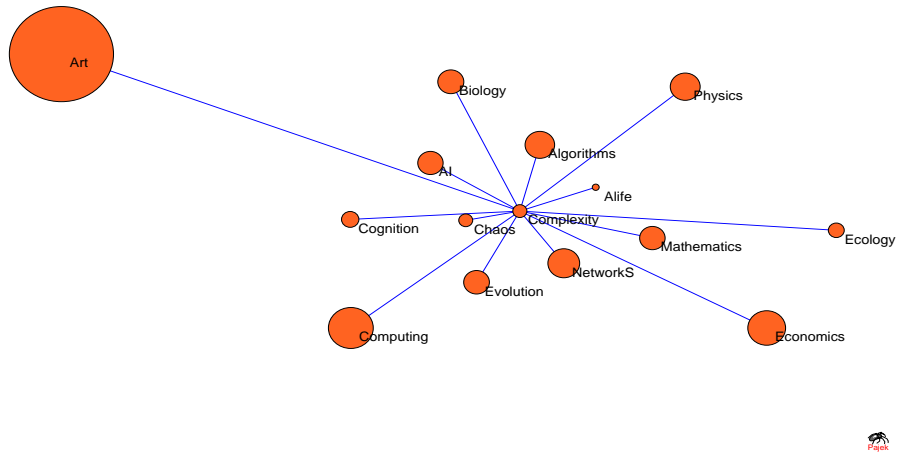 Art
Biology
Physics
Algorithms
AI
Alife
Complexity
Cognition
Chaos
Ecology
Mathematics
NetworkS
Evolution
Computing
Economics
Pajek